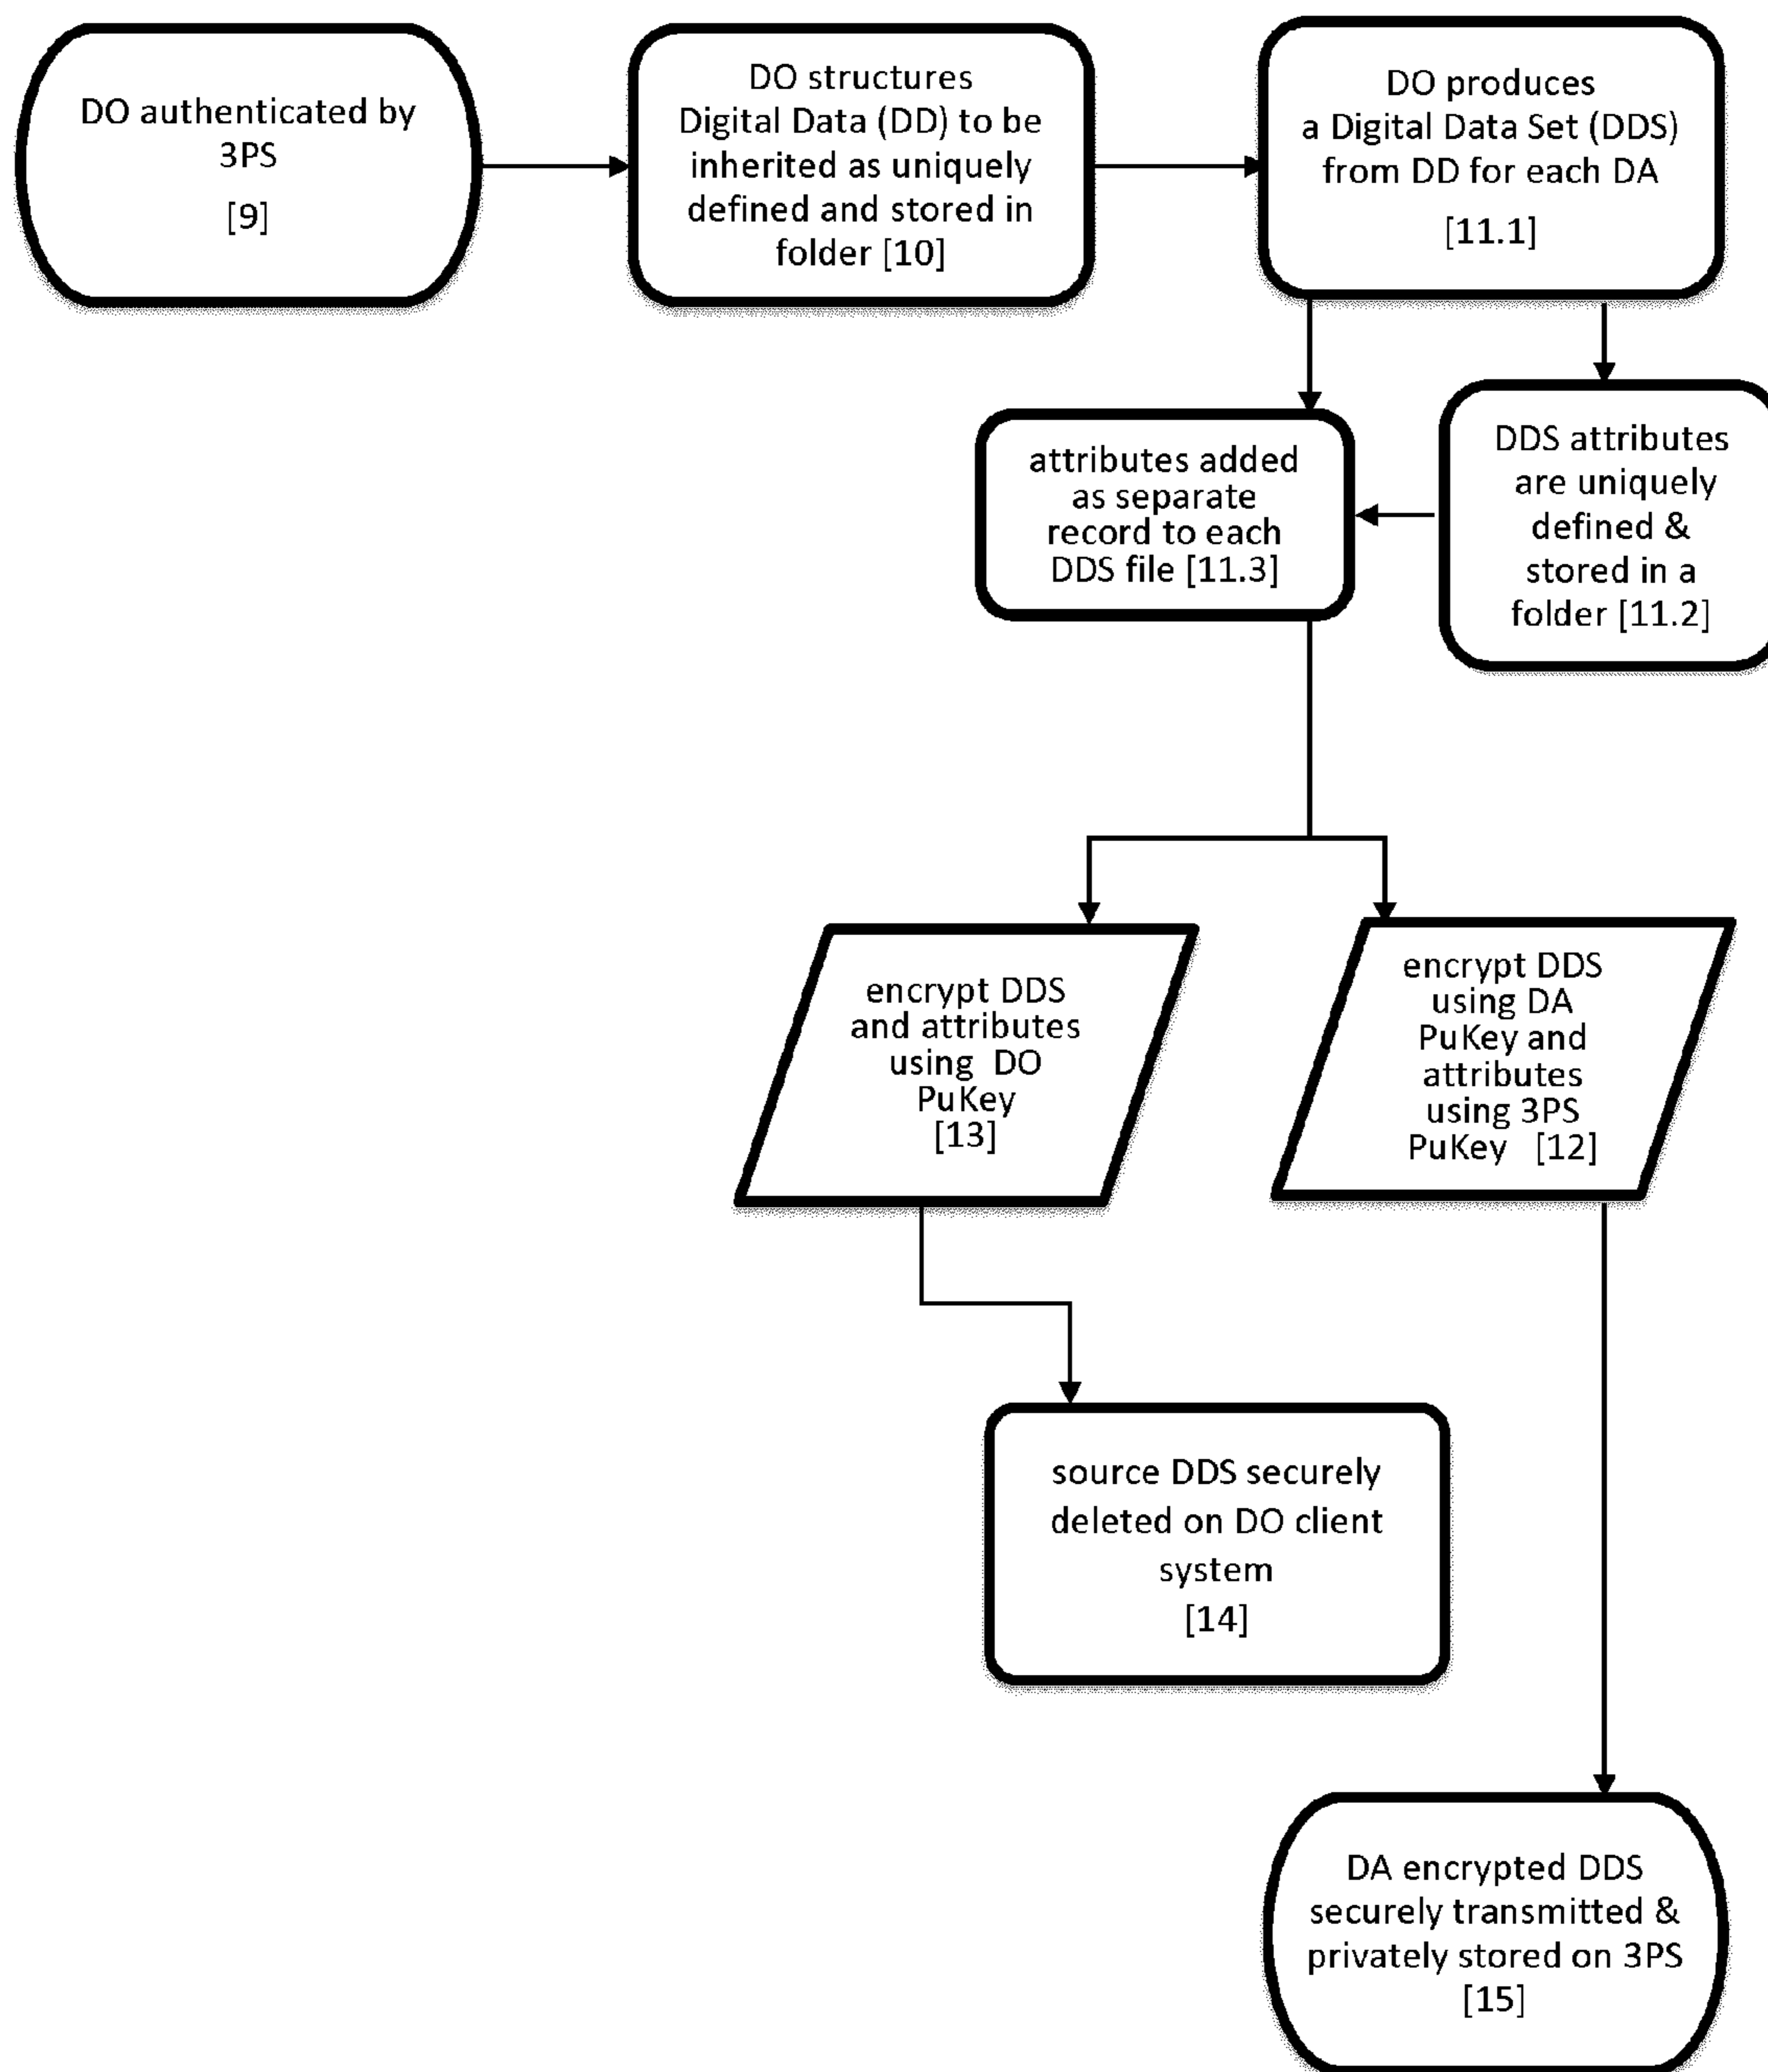 DO authenticated by
3PS
[9]
DO structures
Digital Data (DD) to be
inherited as uniquely
defined and stored in
folder [10]
DO produces
a Digital Data Set (DDS)
from DD for each DA
[11.1]
attributes added
as separate
record to each
DDS file [11.3]
DDS attributes
are uniquely
defined &
stored in a
folder [11.2]
encrypt DDS
and attributes
using DO
PuKey
[13]
encrypt DDS
using DA
PuKey and
attributes
using 3PS
PuKey [12]
source DDS securely
deleted on DO client
system
[14]
DA encrypted DDS
securely transmitted &
privately stored on 3PS
[15]